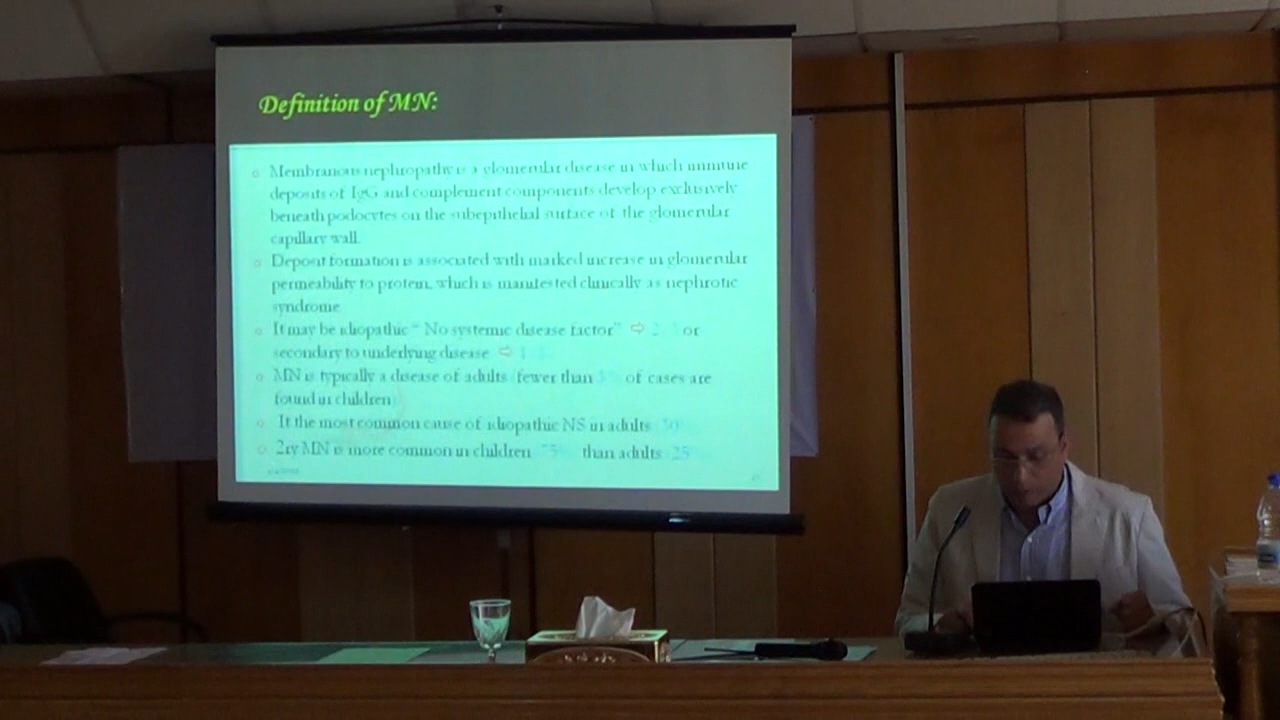 Definition of MN:
Membranous nephropathy is a glomerular disease in which immune
deposits of IgG and complement components develop exclusively
beneath podocytes on the subepithelial surface of the glomerular
capillary wall.
Deposit formation is associated with marked increase in glomerular
permeability to protein, which is manifested clinically as nephrotic
syndrome
It may be idiopathic “ No systemic disease factor” ⇨ or
secondary to underlying disease ⇨
MN is typically a disease of adults fewer than of cases are
found in children)
It the most common cause of idiopathic NS in adults 30
2ry MN is more common in children 75 than adults 25